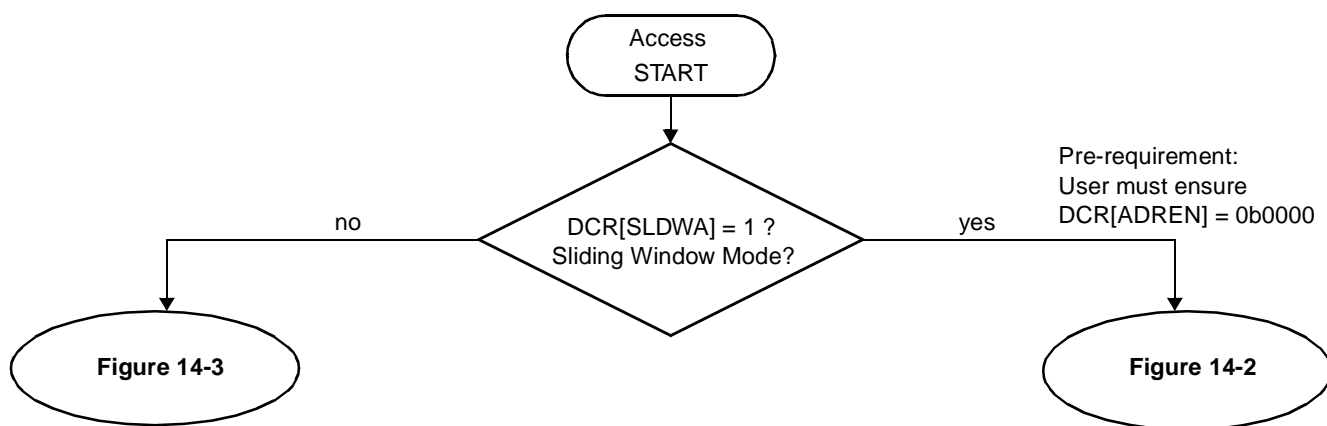 Access
START
Pre-requirement:
User must ensure
DCR[ADREN] = 0b0000
no
DCR[SLDWA] = 1 ?
Sliding Window Mode?
yes
Figure 14-3
Figure 14-2